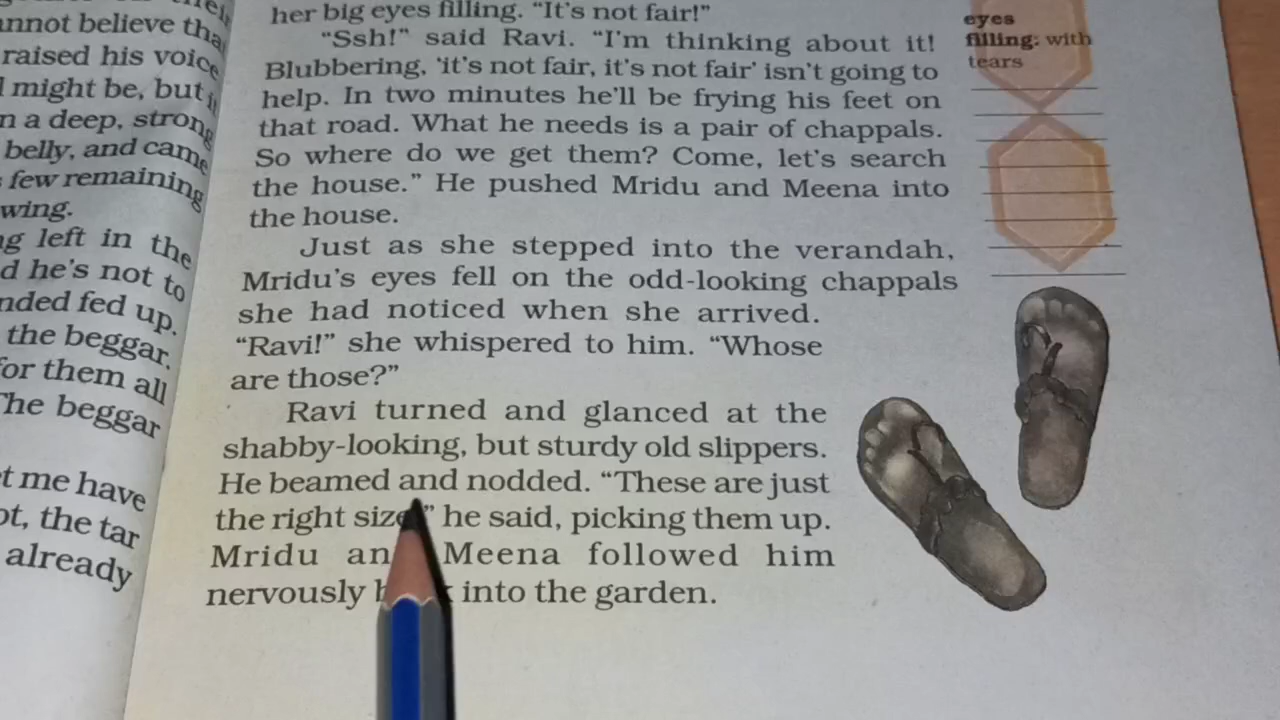 annot believe tha
raised his voice
l might be, but it
n a deep, strong
belly, and came
few remaining
wing.
ng left in the
d he's not to
nded fed up.
the beggar.
for them all
The beggar
et me have
ot, the tar
already
her big eyes filling. “It's not fair!”
“Ssh!” said Ravi. “I'm thinking about it!
Blubbering, ‘it's not fair, it's not fair’ isn't going to
help. In two minutes he'll be frying his feet on
that road. What he needs is a pair of chappals.
So where do we get them? Come, let's search
the house.” He pushed Mridu and Meena into
the house.
Just as she stepped into the verandah,
Mridu's eyes fell on the odd-looking chappals
she had noticed when she arrived.
“Ravi!” she whispered to him. “Whose
are those?”
Ravi turned and glanced at the
shabby-looking, but sturdy old slippers.
He beamed and nodded. “These are just
the right size,” he said, picking them up.
Mridu and Meena followed him
nervously into the garden.
eyes
filling: with
tears